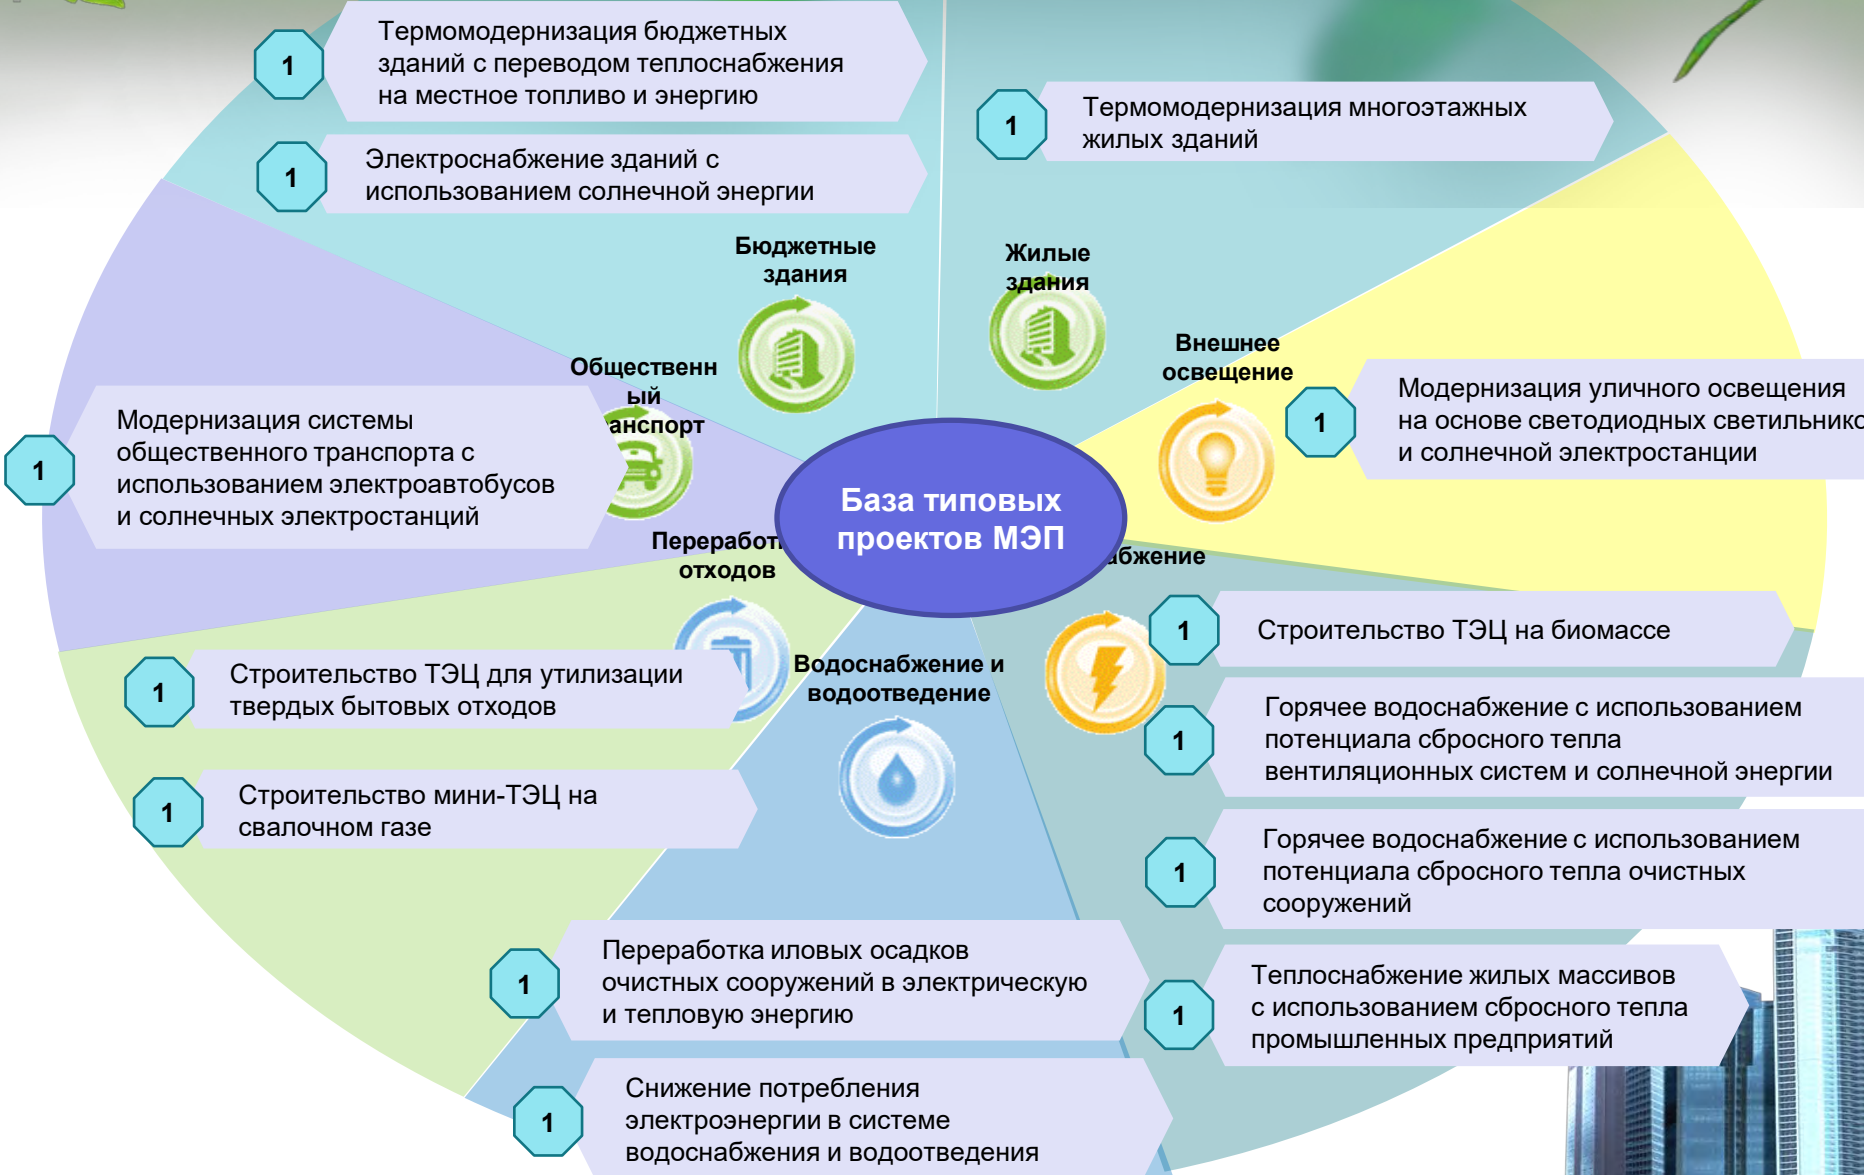 1
Термомодернизация бюджетных
зданий с переводом теплоснабжения
на местное топливо и энергию
1
Электроснабжение зданий с
использованием солнечной энергии
1
Термомодернизация многоэтажных
жилых зданий
Бюджетные
здания
Жилые
здания
Внешнее
освещение
1
Модернизация уличного освещения
на основе светодиодных светильнико
и солнечной электростанции
Общественн
ый
анспорт
1
Модернизация системы
общественного транспорта с
использованием электроавтобусов
и солнечных электростанций
База типовых
проектов МЭП
Переработ
отходов
абжение
1
Строительство ТЭЦ для утилизации
твердых бытовых отходов
1
Строительство мини-ТЭЦ на
свалочном газе
Водоснабжение и
водоотведение
1
Строительство ТЭЦ на биомассе
1
Горячее водоснабжение с использованием
потенциала сбросного тепла
вентиляционных систем и солнечной энергии
1
Горячее водоснабжение с использованием
потенциала сбросного тепла очистных
сооружений
1
Теплоснабжение жилых массивов
с использованием сбросного тепла
промышленных предприятий
1
Переработка иловых осадков
очистных сооружений в электрическую
и тепловую энергию
1
Снижение потребления
электроэнергии в системе
водоснабжения и водоотведения